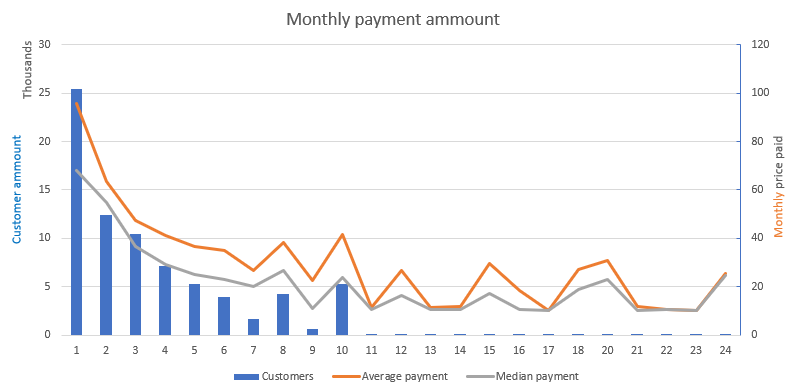 Monthly payment ammount
30 120
Thousands
25 100
20 80
Customer ammount
15 60
Monthly price paid
10 40
5 20
0 0
1 2 3 4 5 6 7 8 9 10 11 12 13 14 15 16 17 18 20 21 22 23 24
Customers Average payment Median payment